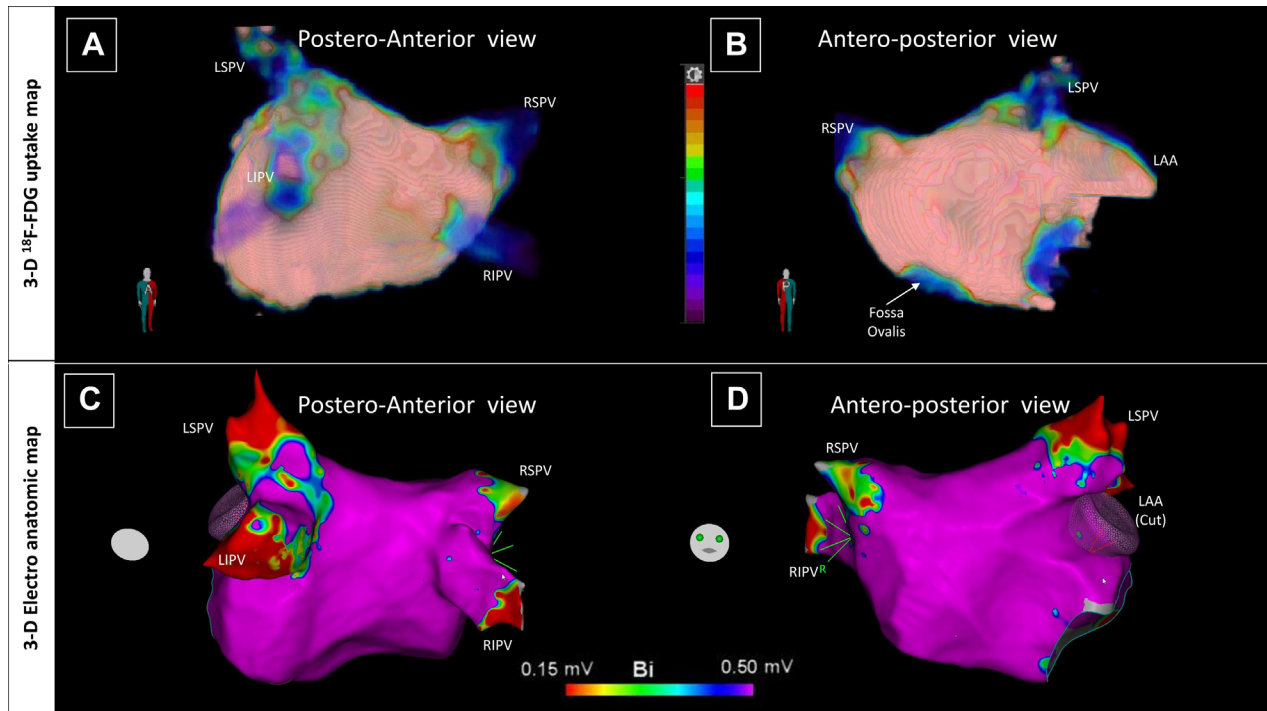 3-D ¹⁸F-FDG uptake map
A
Postero-Anterior view
LSPV
RSPV
LIPV
RIPV
A
B
Antero-posterior view
LSPV
RSPV
LAA
Fossa
Ovalis
P
3-D Electro anatomic map
C
Postero-Anterior view
LSPV
RSPV
LIPV
RIPV
D
Antero-posterior view
LSPV
RSPV
LAA
(Cut)
RIPV R
0.15 mV Bi 0.50 mV